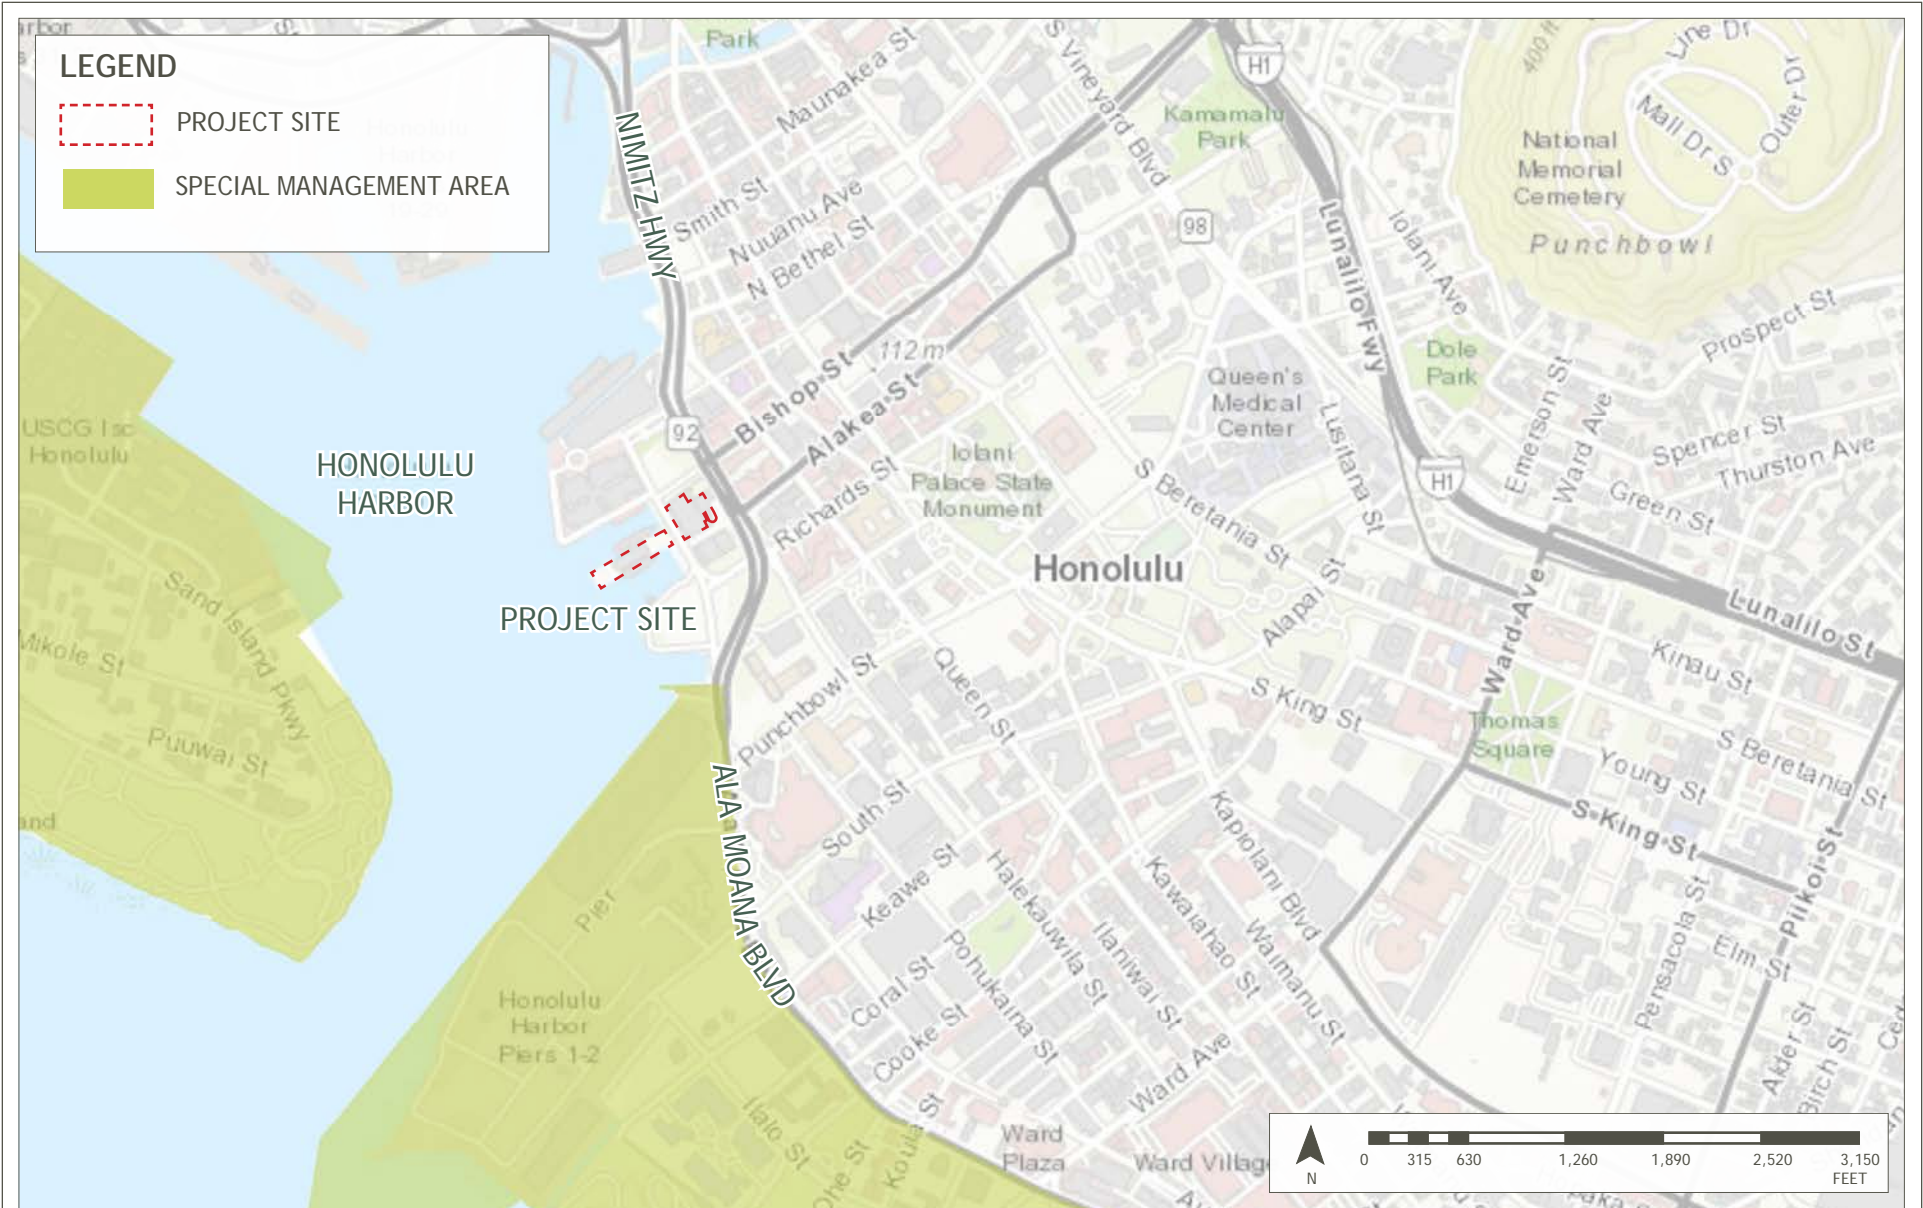 LEGEND
PROJECT SITE
SPECIAL MANAGEMENT AREA
Park
Maunakea St
S Vineyard Blvd
H1
Kamamalu
Park
400 ft
Line Dr
Outer Dr
Mall Dr S
National
Memorial
Cemetery
Punchbowl
NIMITZ HWY
Smith St
Nuuanu Ave
N Bethel St
98
Lunalilo Fwy
Iolani Ave
Prospect St
Bishop St
112 m
Alakea St
92
Dole
Park
Queen's
Medical
Center
Lusitana St
Emerson St
Ward Ave
Spencer St
Thurston Ave
Green St
H1
USCG Isc
Honolulu
HONOLULU
HARBOR
Richards St
Iolani
Palace State
Monument
S Beretania St
Honolulu
Alapai St
PROJECT SITE
Sand Island Pkwy
Mikole St
Puuwai St
and
Lunalilo St
Ward Ave
Kinau St
Punchbowl St
Queen St
S King St
Thomas
Square
Young St
S Beretania St
S King St
Piikoi St
ALA MOANA BLVD
South St
Keawe St
Halekauwila St
Kapiolani Blvd
Kawaiahao St
Waimanu St
Ilaniwai St
Pohukaina St
Coral St
Cooke St
Ward Ave
Pensacola St
Elm St
Alder St
Birch St
Pier
Honolulu
Harbor
Piers 1-2
Ilalo St
Ohe St
Koula St
Ward
Plaza
Ward Village
N
0 315 630 1,260 1,890 2,520 3,150
FEET